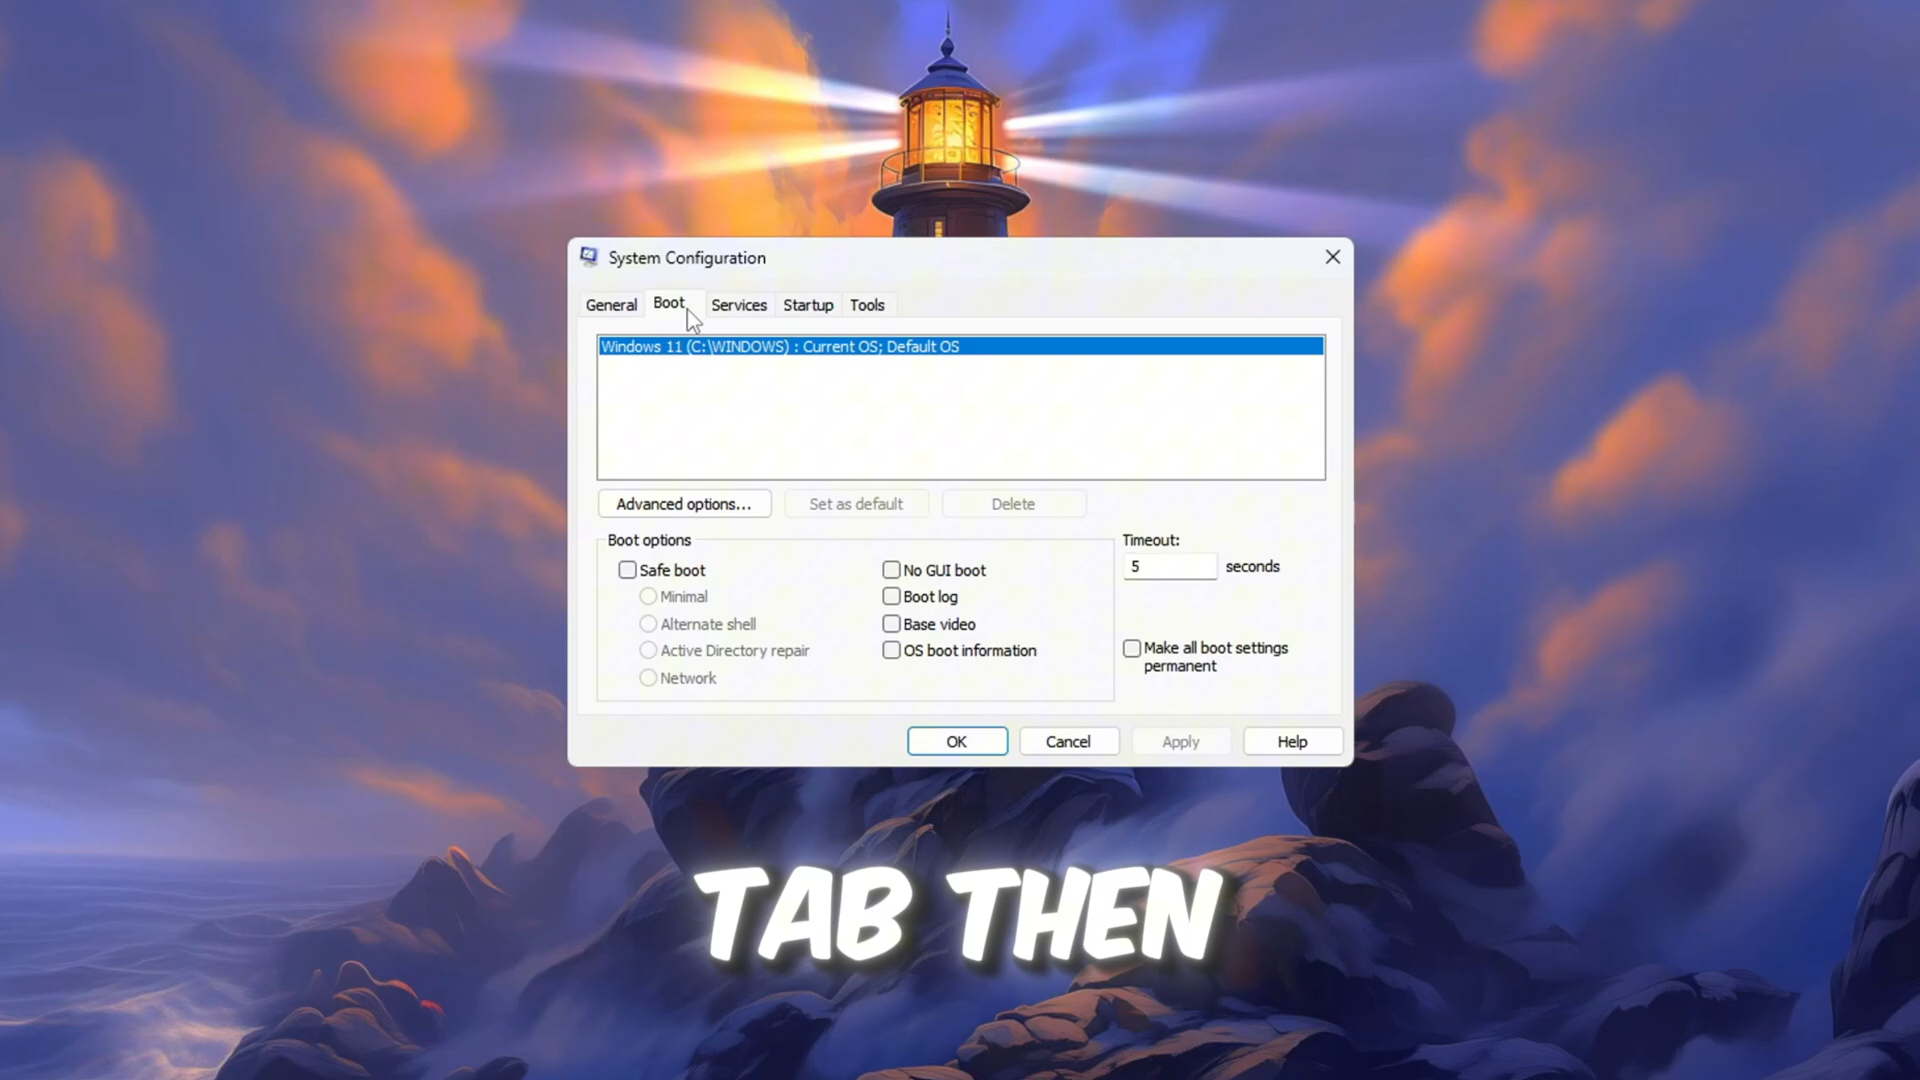 System Configuration
General Boot Services Startup Tools
Windows 11 (C:\WINDOWS) : Current OS; Default OS
Advanced options... Set as default Delete
Boot options
Timeout:
5 seconds
Safe boot
No GUI boot
Minimal
Boot log
Alternate shell
Base video
Active Directory repair
OS boot information
Make all boot settings
permanent
Network
OK Cancel Apply Help
TAB THEN